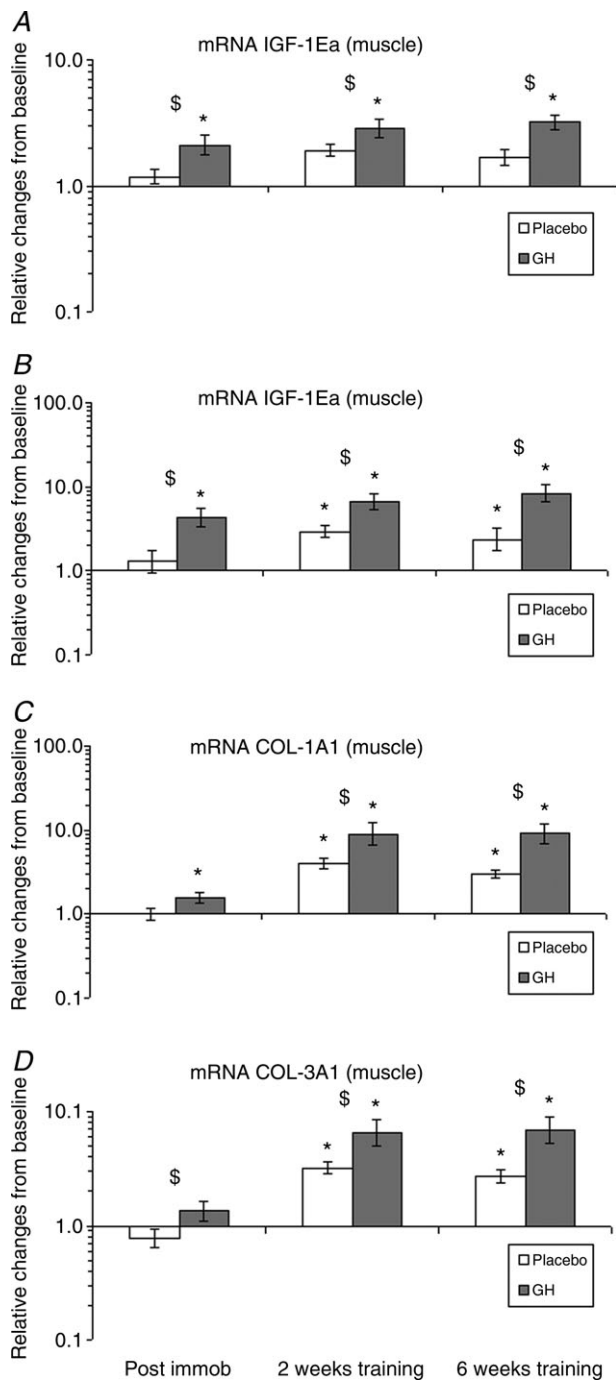 A
mRNA IGF-1Ea (muscle)
Relative changes from baseline
10.0
1.0
0.1
$ * $ * $ *
Placebo
GH
B
mRNA IGF-1Ea (muscle)
Relative changes from baseline
100.0
10.0
1.0
0.1
$ * * $ * * $ *
Placebo
GH
C
mRNA COL-1A1 (muscle)
Relative changes from baseline
100.0
10.0
1.0
0.1
* * $ * * $ *
Placebo
GH
D
mRNA COL-3A1 (muscle)
Relative changes from baseline
10.1
1.0
0.1
$ * $ * * $ *
Placebo
GH
Post immob 2 weeks training 6 weeks training